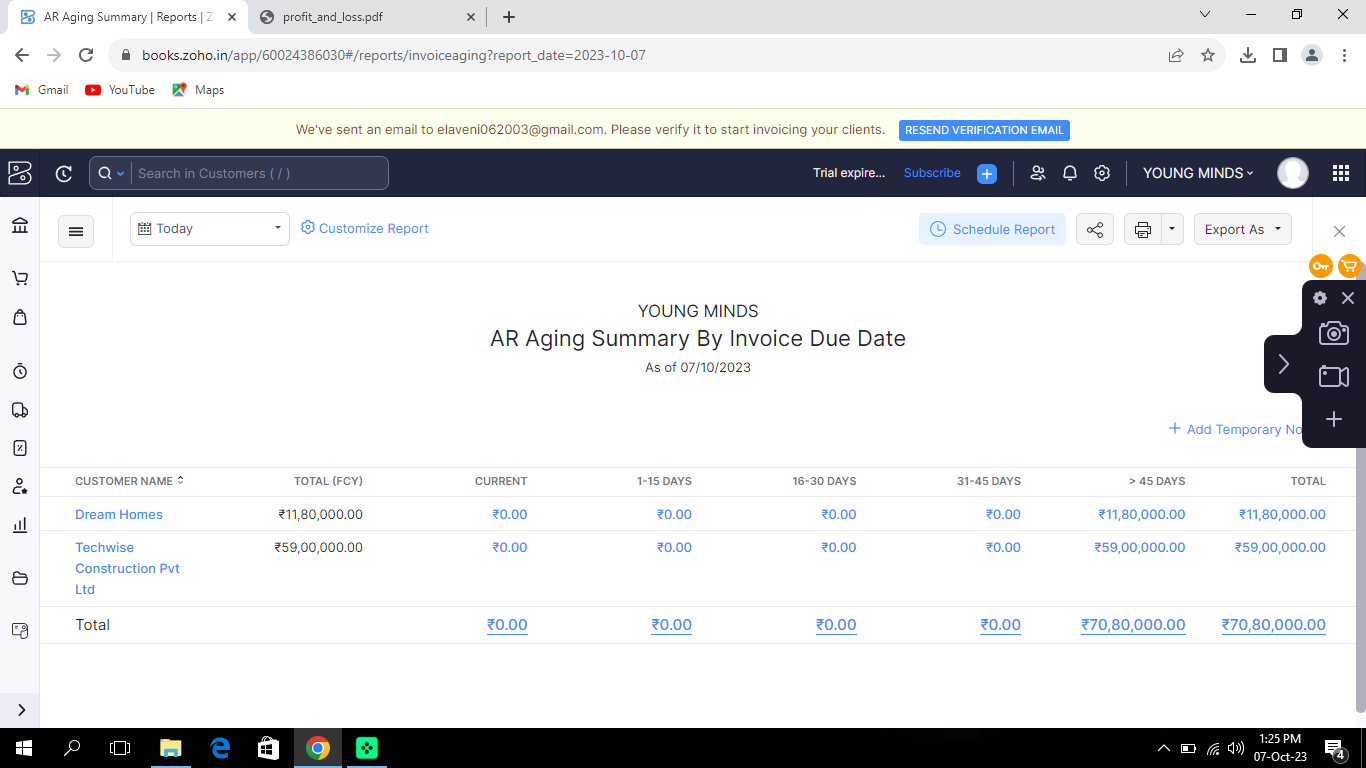 AR Aging Summary | Reports | Z
profit_and_loss.pdf
books.zoho.in/app/60024386030#/reports/invoiceaging?report_date=2023-10-07
Gmail YouTube Maps
We've sent an email to elaveni062003@gmail.com. Please verify it to start invoicing your clients. RESEND VERIFICATION EMAIL
Search in Customers ( / ) Trial expire... Subscribe YOUNG MINDS
Today Customize Report Schedule Report Export As
YOUNG MINDS
AR Aging Summary By Invoice Due Date
As of 07/10/2023
Add Temporary No
CUSTOMER NAME TOTAL (FCY) CURRENT 1-15 DAYS 16-30 DAYS 31-45 DAYS > 45 DAYS TOTAL
Dream Homes ₹11,80,000.00 ₹0.00 ₹0.00 ₹0.00 ₹0.00 ₹11,80,000.00 ₹11,80,000.00
Techwise ₹59,00,000.00 ₹0.00 ₹0.00 ₹0.00 ₹0.00 ₹59,00,000.00 ₹59,00,000.00
Construction Pvt
Ltd
Total ₹0.00 ₹0.00 ₹0.00 ₹0.00 ₹70,80,000.00 ₹70,80,000.00
1:25 PM
07-Oct-23
4